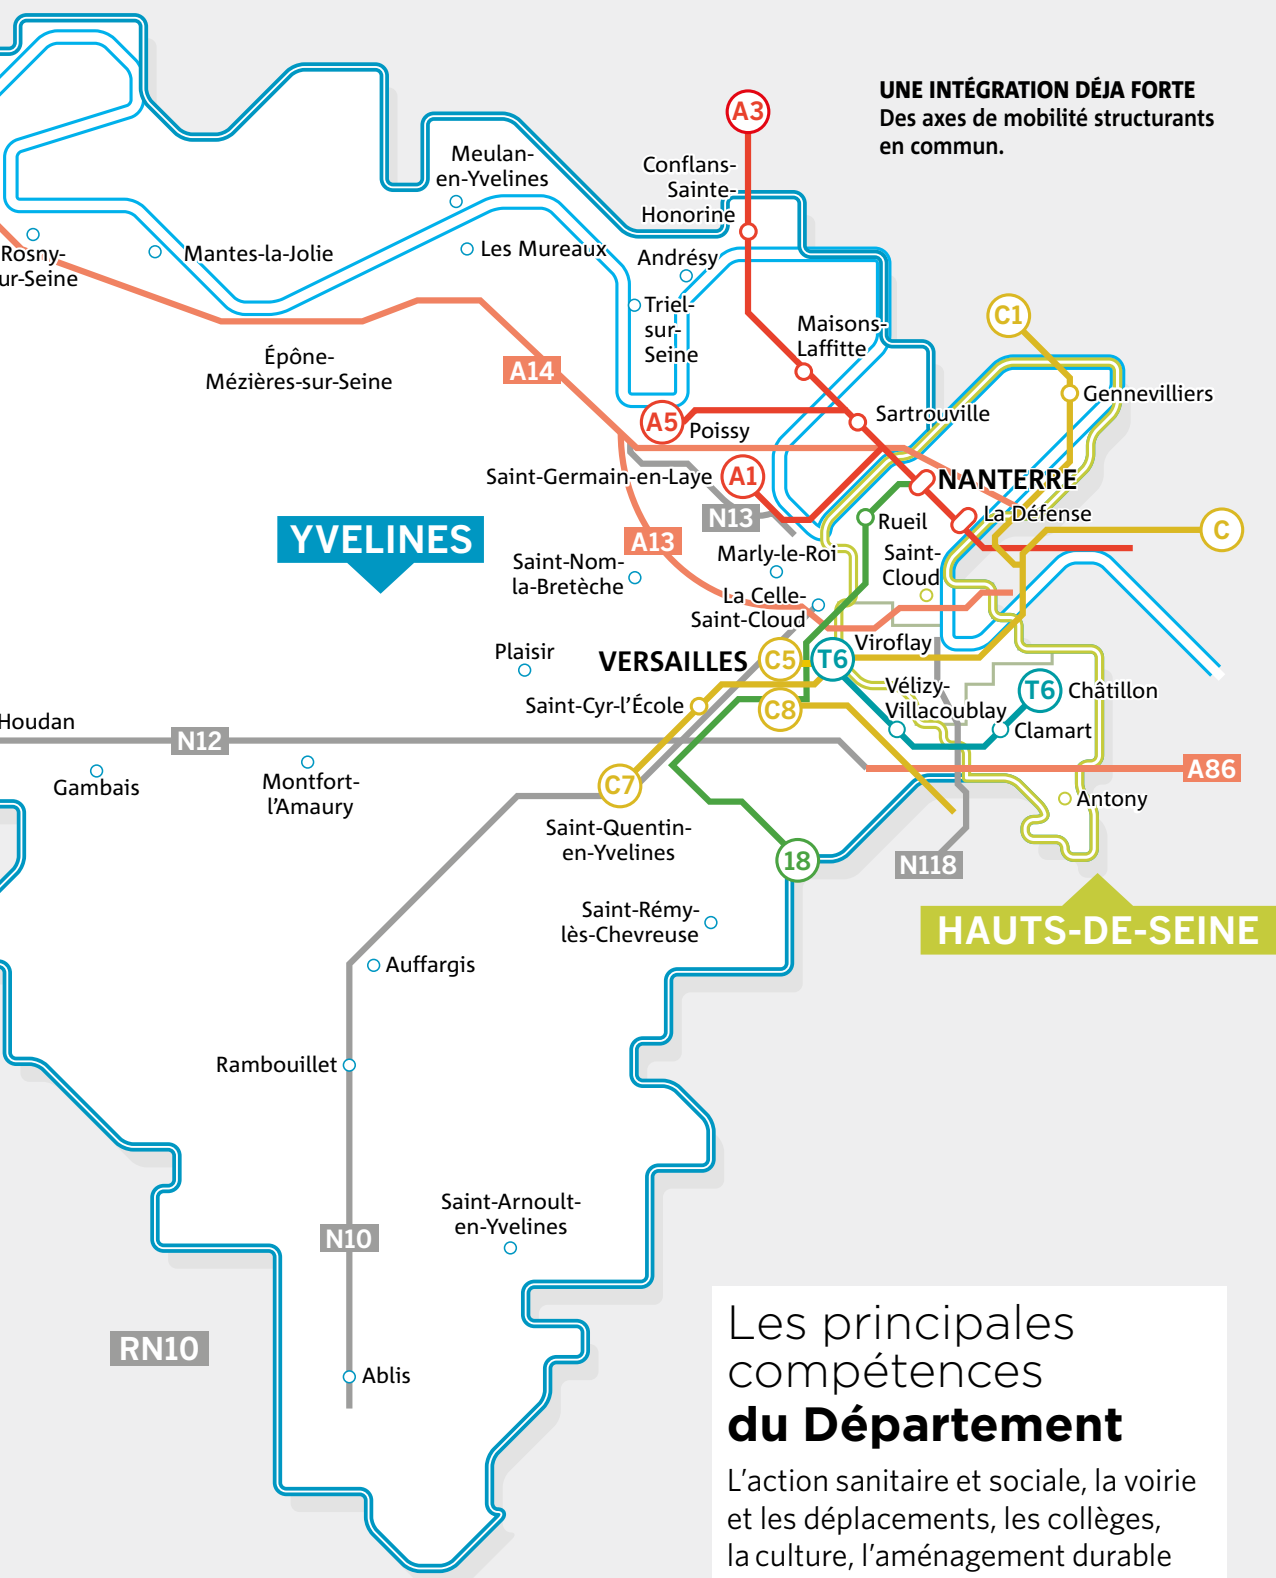 UNE INTÉGRATION DÉJA FORTE
Des axes de mobilité structurants
en commun.
A3
Meulan-
en-Yvelines
Conflans-
Sainte-
Honorine
Rosny-
ur-Seine
Mantes-la-Jolie
Les Mureaux
Andrésy
Triel-
sur-
Seine
Maisons-
Laffitte
C1
Épône-
Mézières-sur-Seine
A14
Gennevilliers
A5
Poissy
Sartrouville
Saint-Germain-en-Laye
A1
NANTERRE
N13
Rueil
La Défense
C
YVELINES
A13
Marly-le-Roi
Saint-
Cloud
Saint-Nom-
la-Bretèche
La Celle-
Saint-Cloud
Plaisir
VERSAILLES
C5
T6
Viroflay
Saint-Cyr-l’École
C8
Vélizy-
Villacoublay
T6
Châtillon
Clamart
Houdan
N12
A86
Gambais
Montfort-
l’Amaury
C7
Antony
Saint-Quentin-
en-Yvelines
18
N118
Saint-Rémy-
lès-Chevreuse
HAUTS-DE-SEINE
Auffargis
Rambouillet
Saint-Arnoult-
en-Yvelines
N10
RN10
Ablis
Les principales
compétences
du Département
L’action sanitaire et sociale, la voirie
et les déplacements, les collèges,
la culture, l’aménagement durable